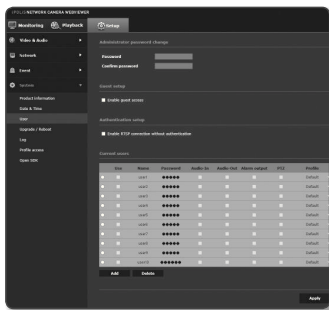 iPOLiS NETWORK CAMERA WEBVIEWER
Monitoring Playback Setup
Video & Audio
Network
Event
System
Product information
Date & Time
User
Upgrade / Reboot
Log
Profile access
Open SDK
Administrator password change
Password
Confirm password
Guest setup
Enable guest access
Authentication setup
Enable RTSP connection without authentication
Current users
Use Name Password Audio in Audio Out Alarm output PTZ Profile
user1 ●●●●● Default
user2 ●●●●● Default
user3 ●●●●● Default
user4 ●●●●● Default
user5 ●●●●● Default
user6 ●●●●● Default
user7 ●●●●● Default
user8 ●●●●● Default
user9 ●●●●● Default
user10 ●●●●●● Default
Add Delete
Apply